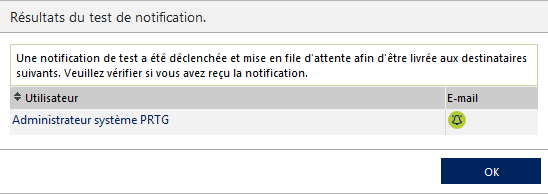 Résultats du test de notification.
Une notification de test a été déclenchée et mise en file d'attente afin d'être livrée aux destinataires
suivants. Veuillez vérifier si vous avez reçu la notification.
Utilisateur E-mail
Administrateur système PRTG
OK